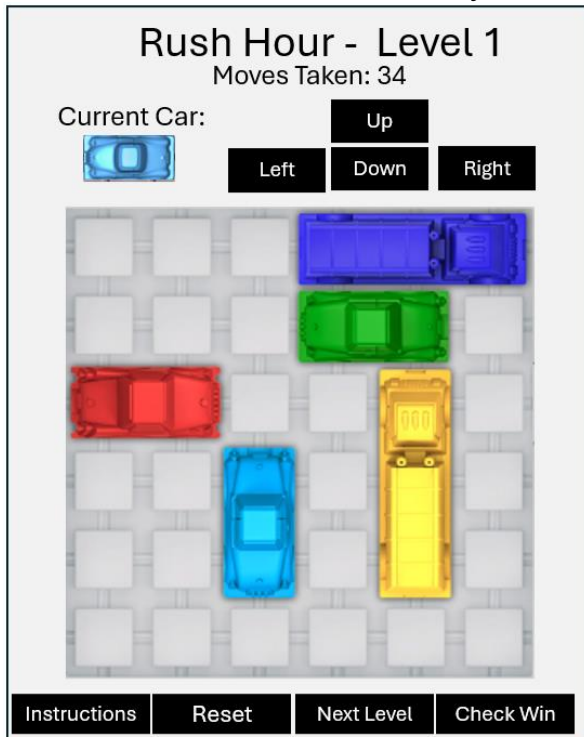 Rush Hour - Level 1
Moves Taken: 34
Current Car:
Up
Left
Down
Right
Instructions
Reset
Next Level
Check Win